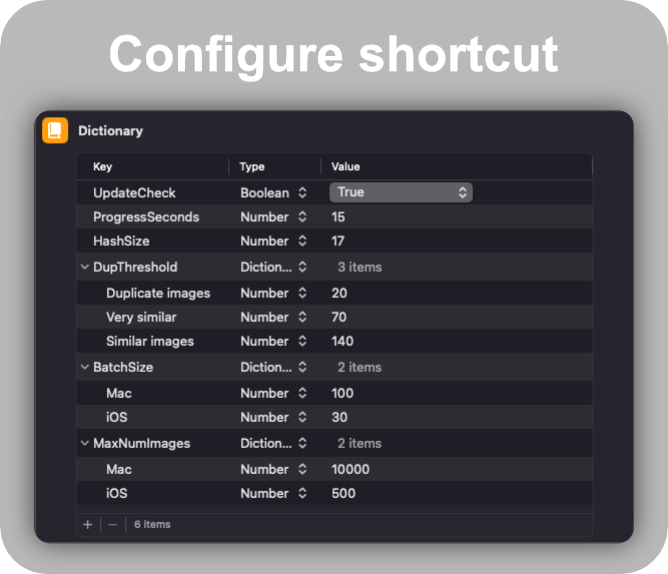 Configure shortcut
Dictionary
Key Type Value
UpdateCheck Boolean True
ProgressSeconds Number 15
HashSize Number 17
DupThreshold Diction... 3 items
Duplicate images Number 20
Very similar Number 70
Similar images Number 140
BatchSize Diction... 2 items
Mac Number 100
iOS Number 30
MaxNumImages Diction... 2 items
Mac Number 10000
iOS Number 500
+ − 6 items